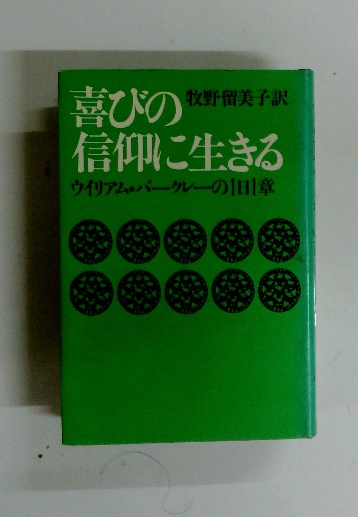 喜びの 牧野留美子訳
信仰に生きる
ウイリアム・バークレーの1日1章